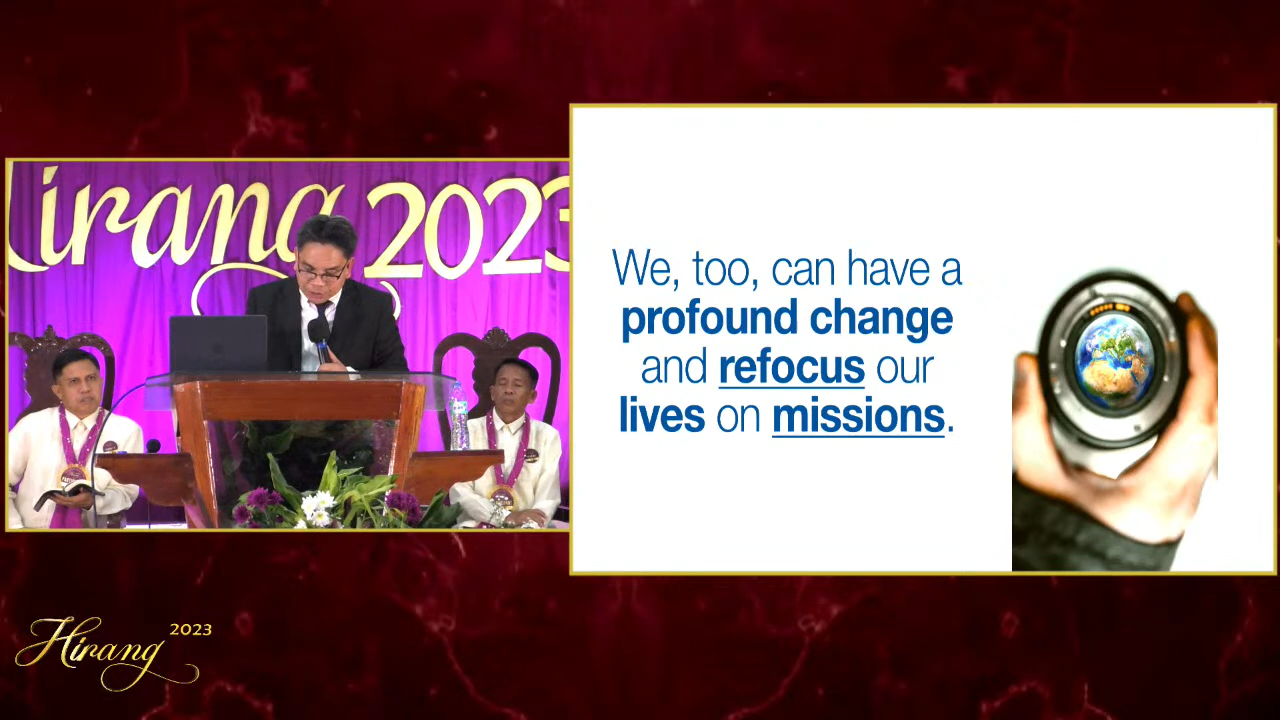 Hirang 2023
We, too, can have a
profound change
and refocus our
lives on missions.
Hirang 2023